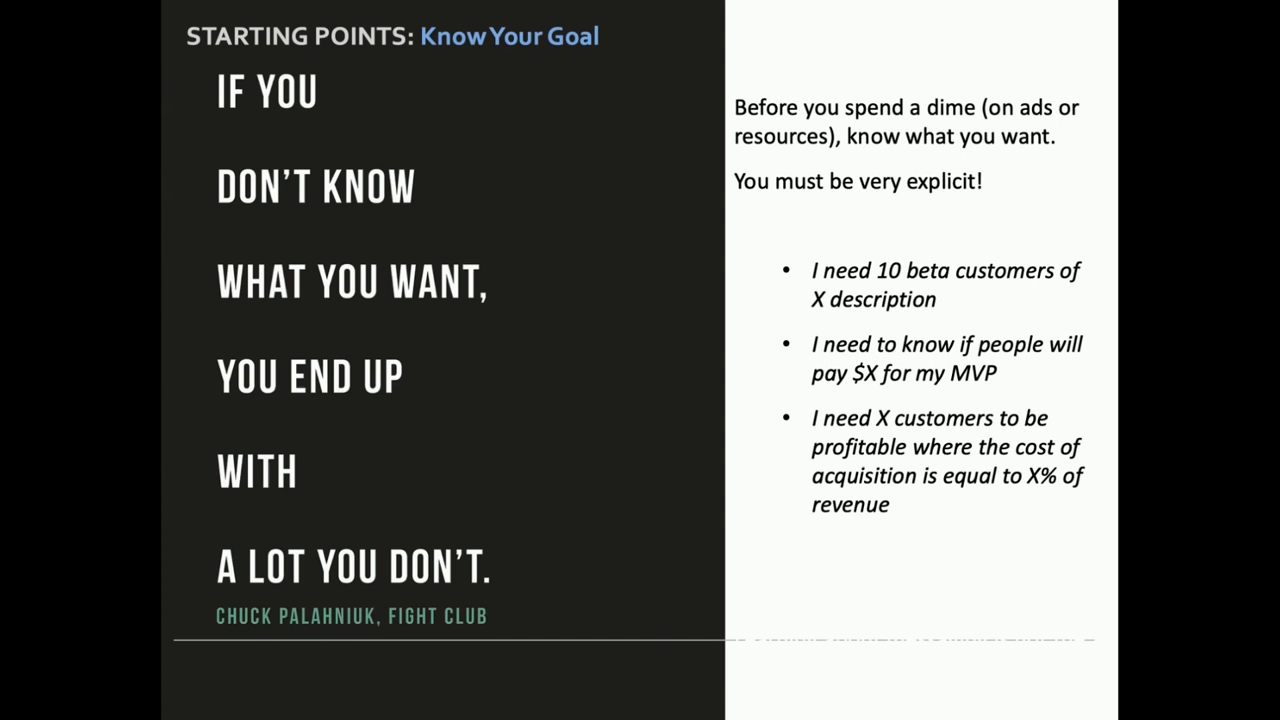 STARTING POINTS: Know Your Goal
IF YOU
DON’T KNOW
WHAT YOU WANT,
YOU END UP
WITH
A LOT YOU DON’T.
CHUCK PALAHNIUK, FIGHT CLUB
Before you spend a dime (on ads or
resources), know what you want.
You must be very explicit!
• I need 10 beta customers of
X description
• I need to know if people will
pay $X for my MVP
• I need X customers to be
profitable where the cost of
acquisition is equal to X% of
revenue